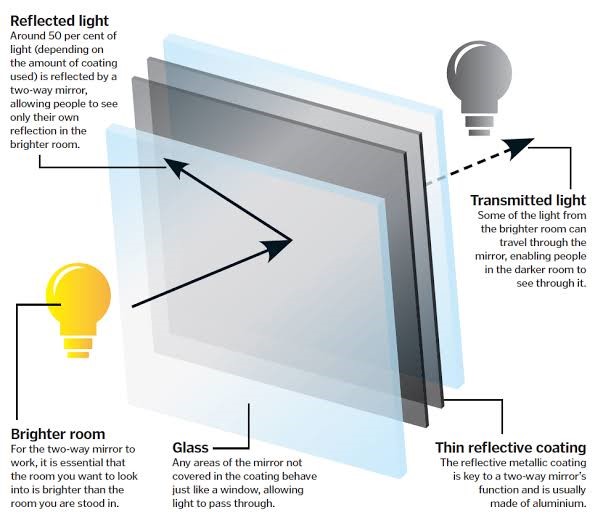 Reflected light
Around 50 per cent of
light (depending on
the amount of coating
used) is reflected by a
two-way mirror,
allowing people to see
only their own
reflection in the
brighter room.
Transmitted light
Some of the light from
the brighter room can
travel through the
mirror, enabling people
in the darker room to
see through it.
Brighter room
For the two-way mirror to
work, it is essential that
the room you want to look
into is brighter than the
room you are stood in.
Glass
Any areas of the mirror not
covered in the coating behave
just like a window, allowing
light to pass through.
Thin reflective coating
The reflective metallic coating
is key to a two-way mirror's
function and is usually
made of aluminium.